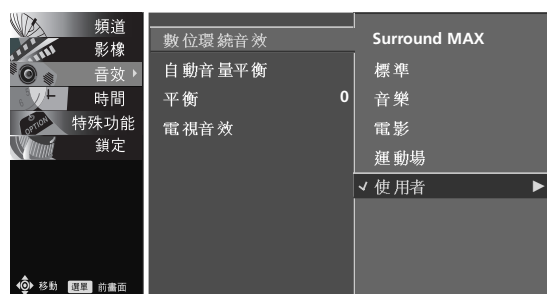 頻道
影像
音效
時間
特殊功能
OPTION
鎖定
移動 選單 前畫面
數位環繞音效
自動音量平衡
平衡 0
電視音效
Surround MAX
標準
音樂
電影
運動場
✓ 使用者